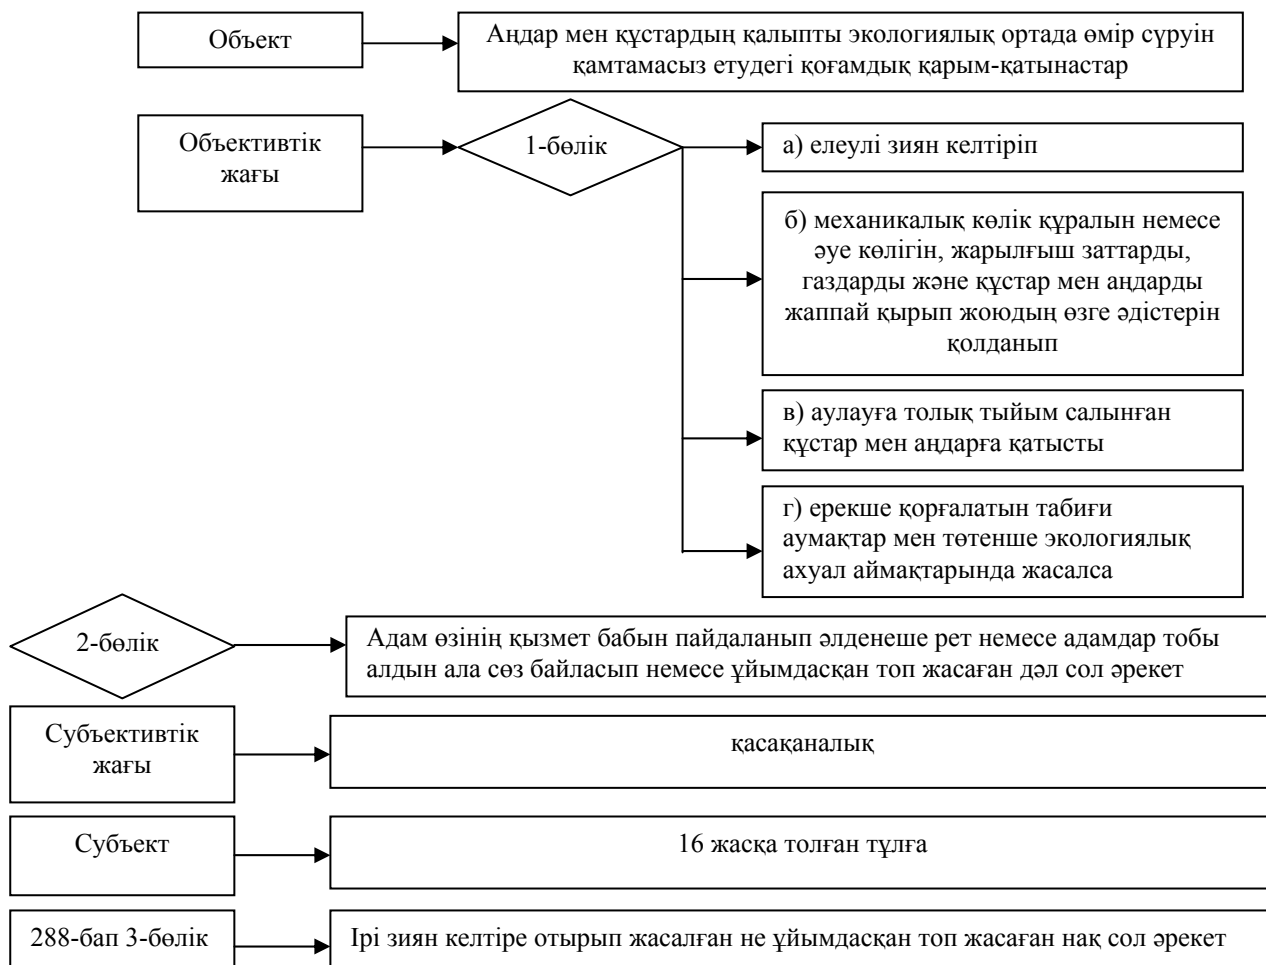 Объект
Аңдар мен құстардың қалыпты экологиялық ортада өмір сүруін
қамтамасыз етудегі қоғамдық қарым-қатынастар
Объективтік
жағы
1-бөлік
а) елеулі зиян келтіріп
б) механикалық көлік құралын немесе
әуе көлігін, жарылғыш заттарды,
газдарды және құстар мен аңдарды
жаппай қырып жоюдың өзге әдістерін
қолданып
в) аулауға толық тыйым салынған
құстар мен аңдарға қатысты
г) ерекше қорғалатын табиғи
аумақтар мен төтенше экологиялық
ахуал аймақтарында жасалса
2-бөлік
Адам өзінің қызмет бабын пайдаланып әлденеше рет немесе адамдар тобы
алдын ала сөз байласып немесе ұйымдасқан топ жасаған дәл сол әрекет
Субъективтік
жағы
қасақаналық
Субъект
16 жасқа толған тұлға
288-бап 3-бөлік
Ірі зиян келтіре отырып жасалған не ұйымдасқан топ жасаған нақ сол әрекет